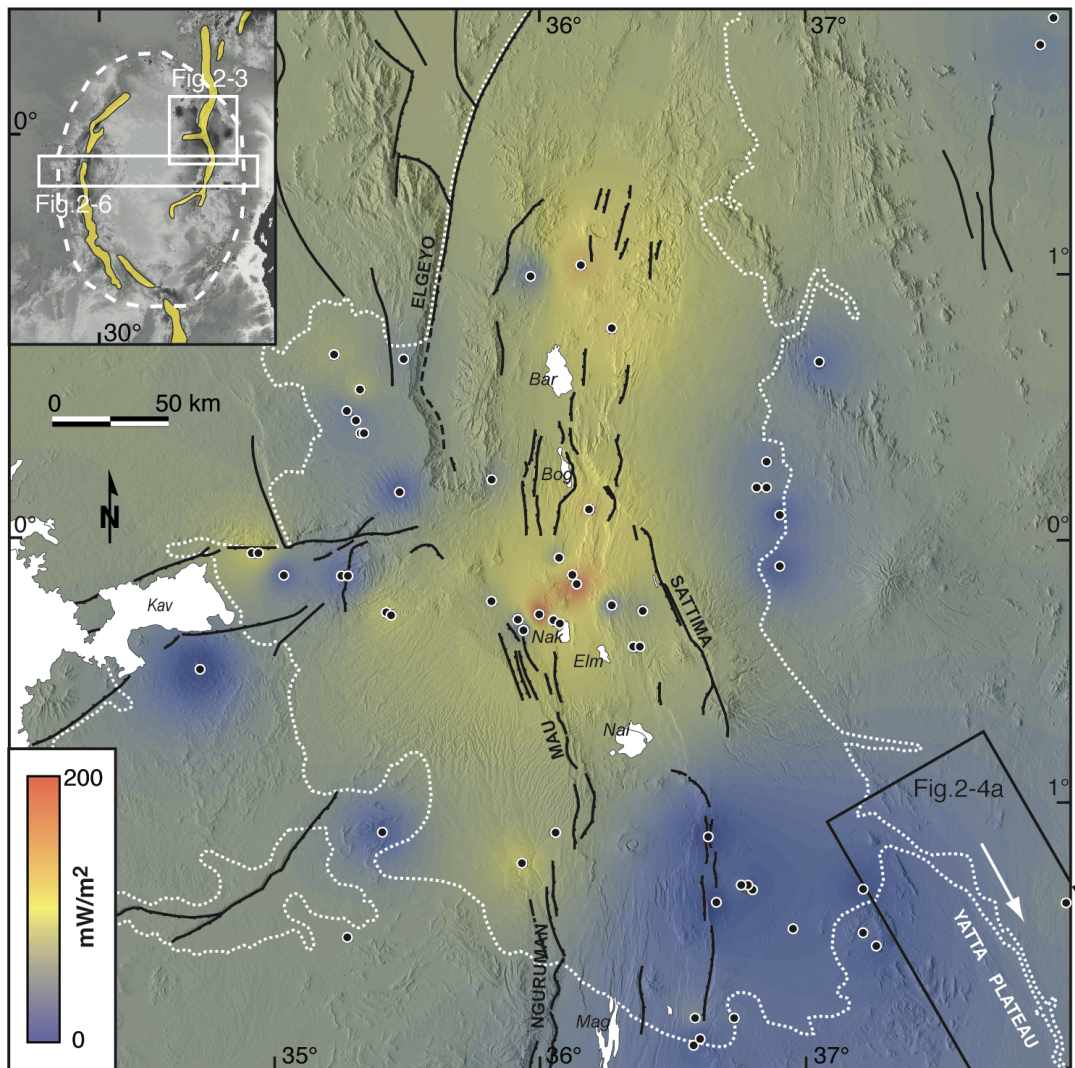 36°
37°
Fig.2-3
0°
Fig.2-6
30°
ELGEYO
1°
0 50 km
Bar
Bog
N
0°
0°
Kav
SATTIMA
Nak
Elm
MAU
Nai
200
mW/m²
0
1°
Fig.2-4a
YATTA PLATEAU
NGURUMAN
Mag
35°
36°
37°